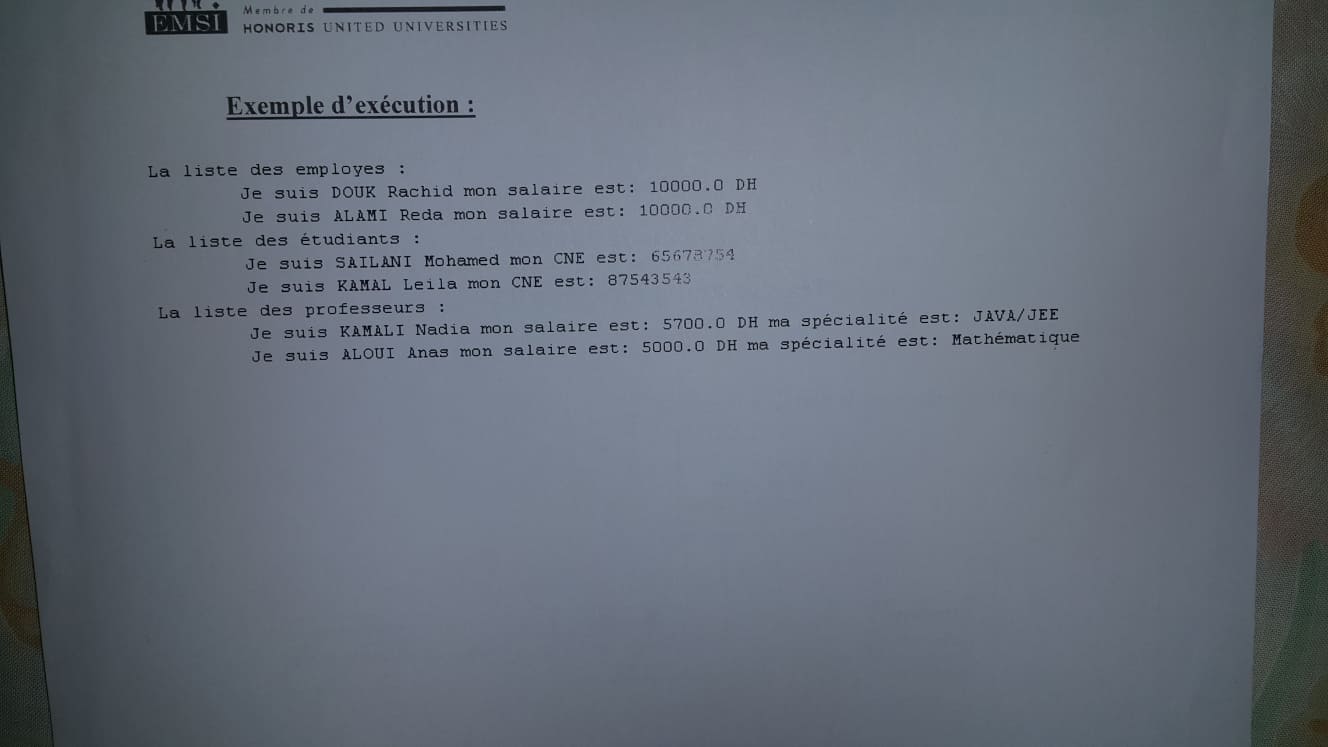 Membre de
EMSI HONORIS UNITED UNIVERSITIES
Exemple d'exécution :
La liste des employes :
Je suis DOUK Rachid mon salaire est: 10000.0 DH
Je suis ALAMI Reda mon salaire est: 10000.0 DH
La liste des étudiants :
Je suis SAILANI Mohamed mon CNE est: 65678754
Je suis KAMAL Leila mon CNE est: 87543543
La liste des professeurs :
Je suis KAMALI Nadia mon salaire est: 5700.0 DH ma spécialité est: JAVA/JEE
Je suis ALOUI Anas mon salaire est: 5000.0 DH ma spécialité est: Mathématique